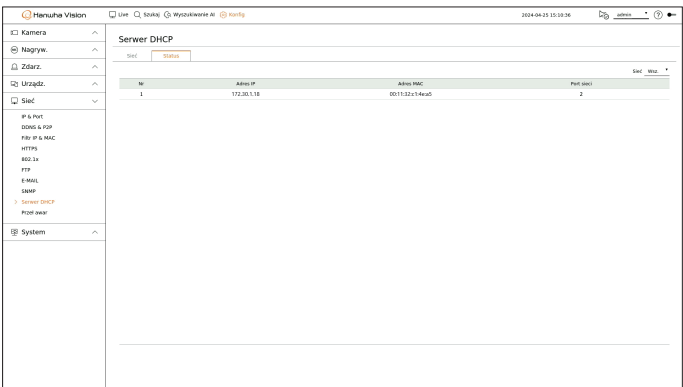 Hanwha Vision
Live Szukaj Wyszukiwanie AI Konfig
2024-04-25 15:10:36
admin
Kamera
Nagryw.
Zdarz.
Urządz.
Sieć
IP & Port
DDNS & P2P
Filtr IP & MAC
HTTPS
802.1x
FTP
E-MAIL
SNMP
Serwer DHCP
Przeł awar
System
Serwer DHCP
Sieć Status
Sieć Wsz.
Nr Adres IP Adres MAC Port sieci
1 172.30.1.18 00:11:32:c1:4e:a5 2